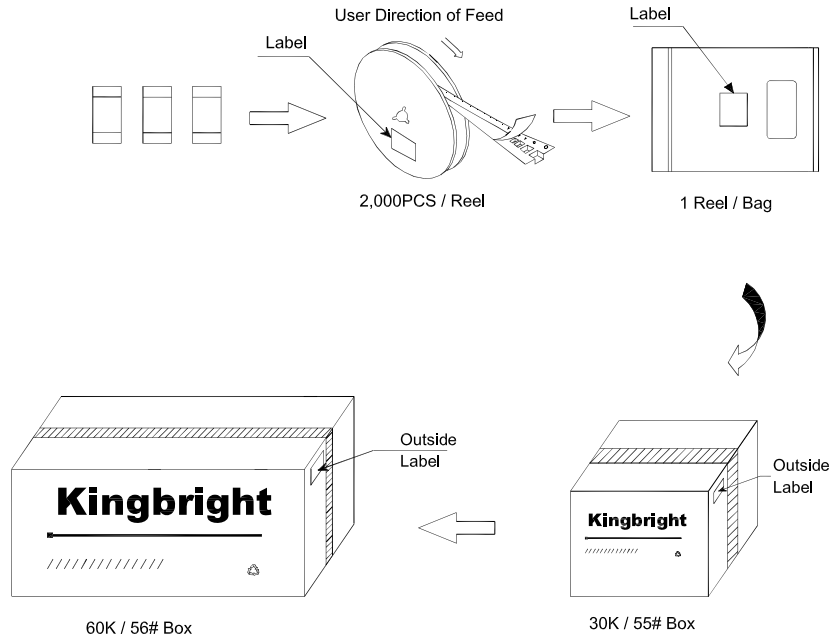 User Direction of Feed
Label
Label
2,000PCS / Reel
1 Reel / Bag
Outside
Label
Kingbright
60K / 56# Box
Outside
Label
Kingbright
30K / 55# Box